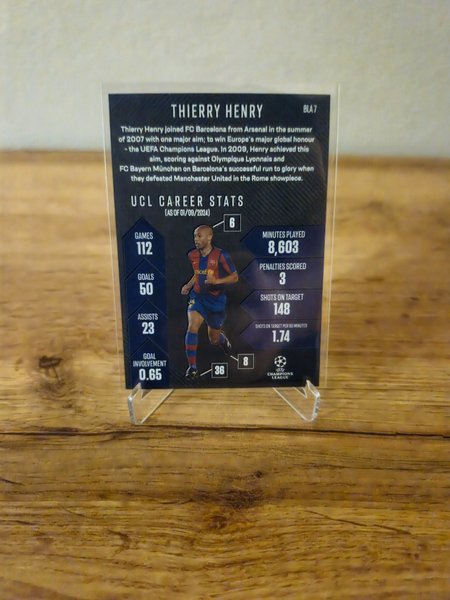 THIERRY HENRY
BLA 7
Thierry Henry joined FC Barcelona from Arsenal in the summer
of 2007 with one major aim; to win Europe's major global honour
- the UEFA Champions League. In 2009, Henry achieved this
aim, scoring against Olympique Lyonnais and
FC Bayern München on Barcelona's successful run to glory when
they defeated Manchester United in the Rome showpiece.
UCL CAREER STATS
(AS OF 01/09/2024)
6
GAMES
112
GOALS
50
ASSISTS
23
GOAL
INVOLVEMENT
0.65
MINUTES PLAYED
8,603
PENALTIES SCORED
3
SHOTS ON TARGET
148
SHOTS ON TARGET PER 90 MINUTES
1.74
unicef
8
36
UEFA
CHAMPIONS
LEAGUE